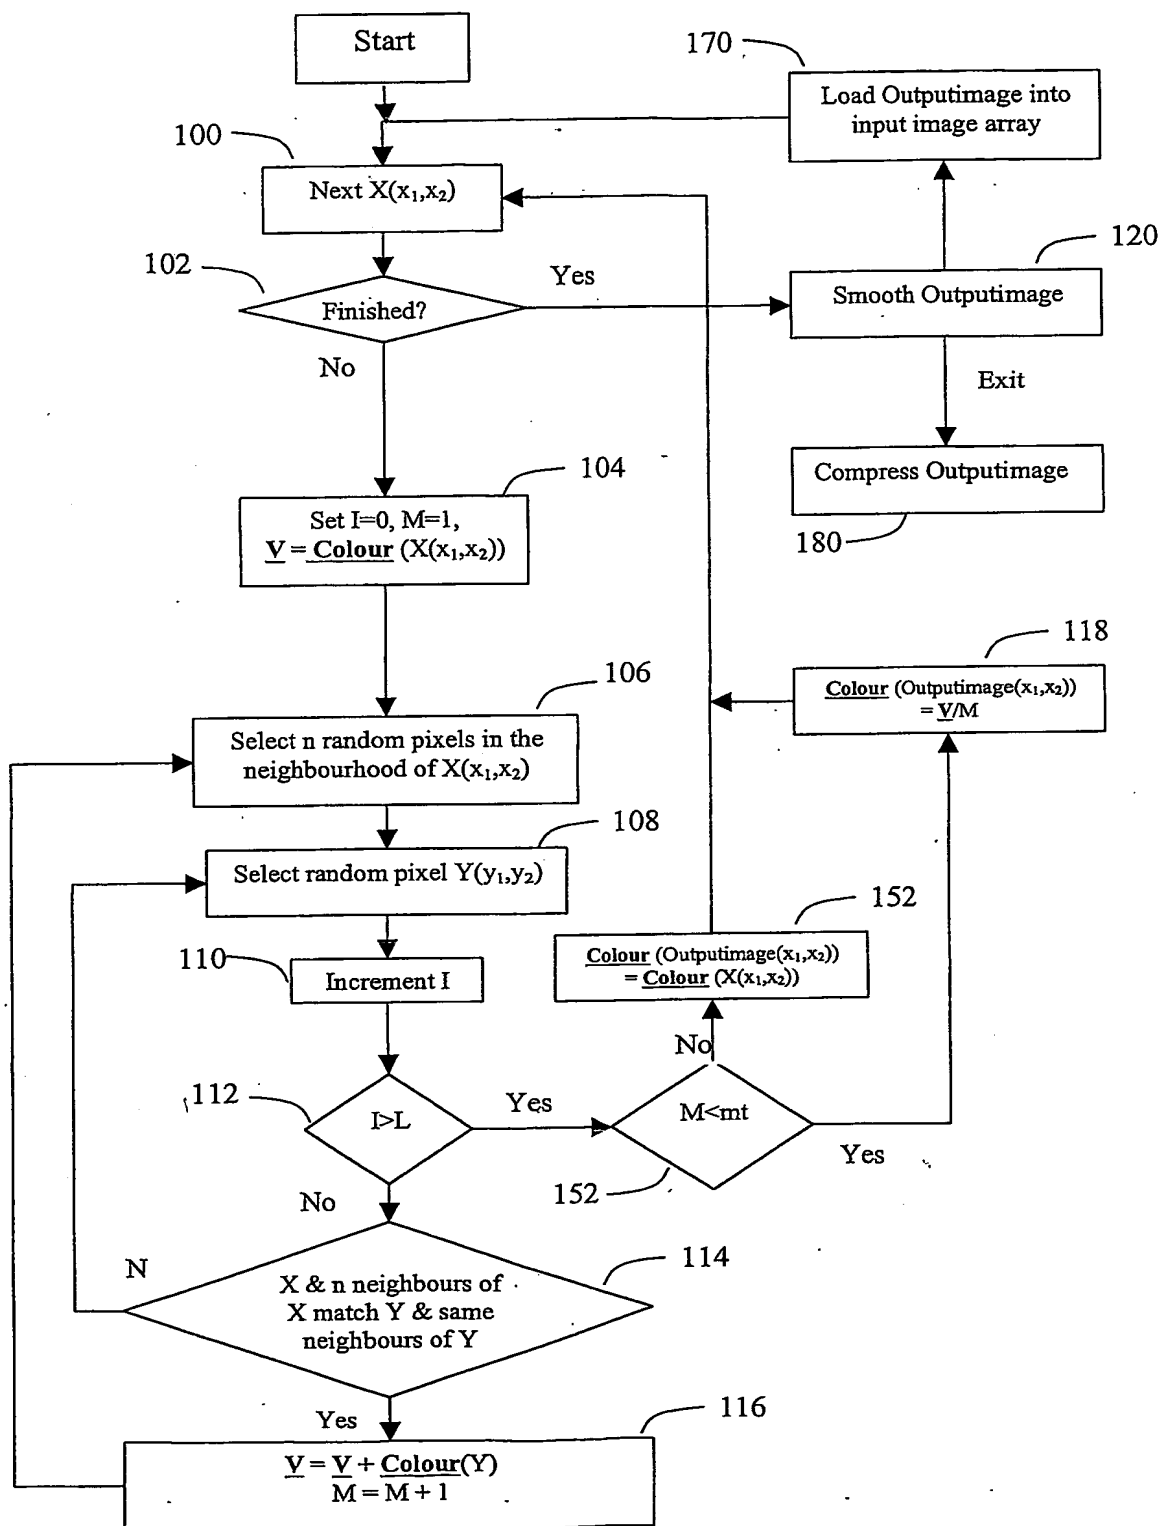 Start
170
Load Outputimage into
input image array
100
Next X(x₁,x₂)
102
Finished?
Yes
No
120
Smooth Outputimage
Exit
Compress Outputimage
180
104
Set I=0, M=1,
V = Colour (X(x₁,x₂))
118
Colour (Outputimage(x₁,x₂))
= V/M
106
Select n random pixels in the
neighbourhood of X(x₁,x₂)
108
Select random pixel Y(y₁,y₂)
152
Colour (Outputimage(x₁,x₂))
= Colour (X(x₁,x₂))
110
Increment I
No
112
I>L
Yes
M<mt
Yes
152
No
N
114
X & n neighbours of
X match Y & same
neighbours of Y
Yes
116
V = V + Colour(Y)
M = M + 1